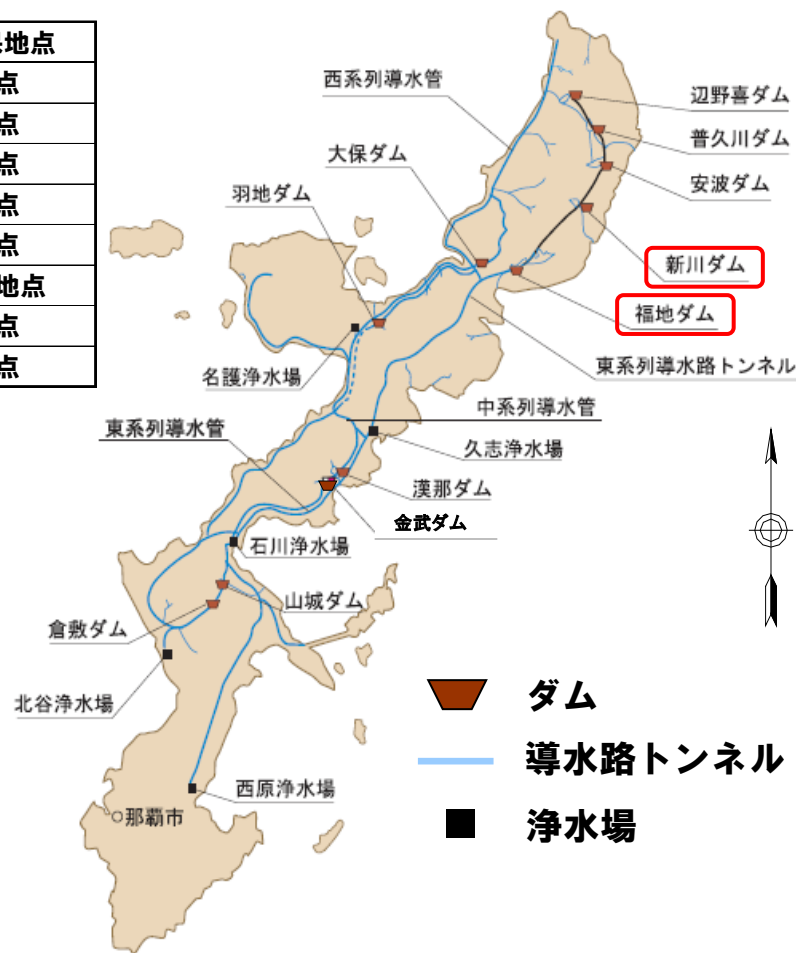 地点
点
点
点
点
点
地点
点
点
西系列導水管
辺野喜ダム
普久川ダム
大保ダム
安波ダム
羽地ダム
新川ダム
福地ダム
東系列導水路トンネル
名護浄水場
中系列導水管
東系列導水管
久志浄水場
漢那ダム
金武ダム
石川浄水場
山城ダム
倉敷ダム
北谷浄水場
西原浄水場
那覇市
ダム
導水路トンネル
浄水場